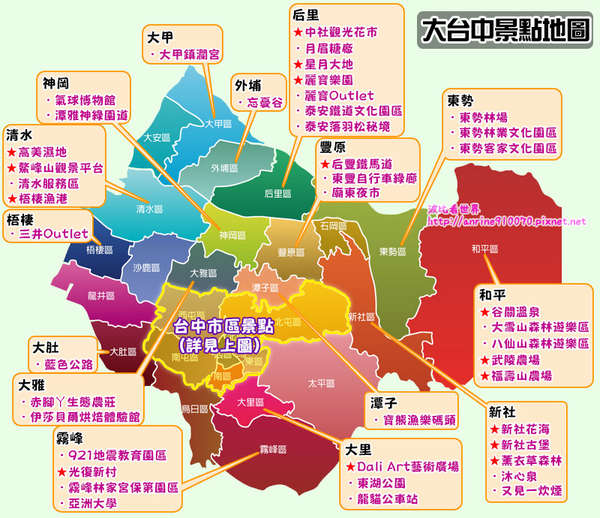 大台中景點地圖
大甲
·大甲鎮瀾宮
神岡
·氣球博物館
·潭雅神綠園道
外埔
·忘憂谷
后里
★中社觀光花市
·月眉糖廠
★星月大地
★麗寶樂園
·麗寶Outlet
·泰安鐵道文化園區
·泰安落羽松秘境
東勢
·東勢林場
·東勢林業文化園區
·東勢客家文化園區
清水
★高美濕地
★鰲峰山觀景平台
·清水服務區
★梧棲漁港
豐原
★后豐鐵馬道
·東豐自行車綠廊
·廟東夜市
梧棲
·三井Outlet
波比看世界
http://anrine910070.pixnet.net
大安區
大甲區
外埔區
后里區
清水區
神岡區
豐原區
石岡區
東勢區
和平區
梧棲區
沙鹿區
大雅區
潭子區
龍井區
西屯區
北屯區
新社區
台中市區景點
(詳見上圖)
大肚區
南屯區
西區
東區
南區
烏日區
大里區
太平區
霧峰區
和平
★谷關溫泉
·大雪山森林遊樂區
·八仙山森林遊樂區
★武陵農場
★福壽山農場
大肚
·藍色公路
大雅
·赤腳丫生態農莊
·伊莎貝爾烘焙體驗館
潭子
·寶熊漁樂碼頭
新社
★新社花海
★新社古堡
★薰衣草森林
·沐心泉
·又見一炊煙
霧峰
·921地震教育園區
★光復新村
·霧峰林家宮保第園區
·亞洲大學
大里
★Dali Art藝術廣場
·東湖公園
·龍貓公車站